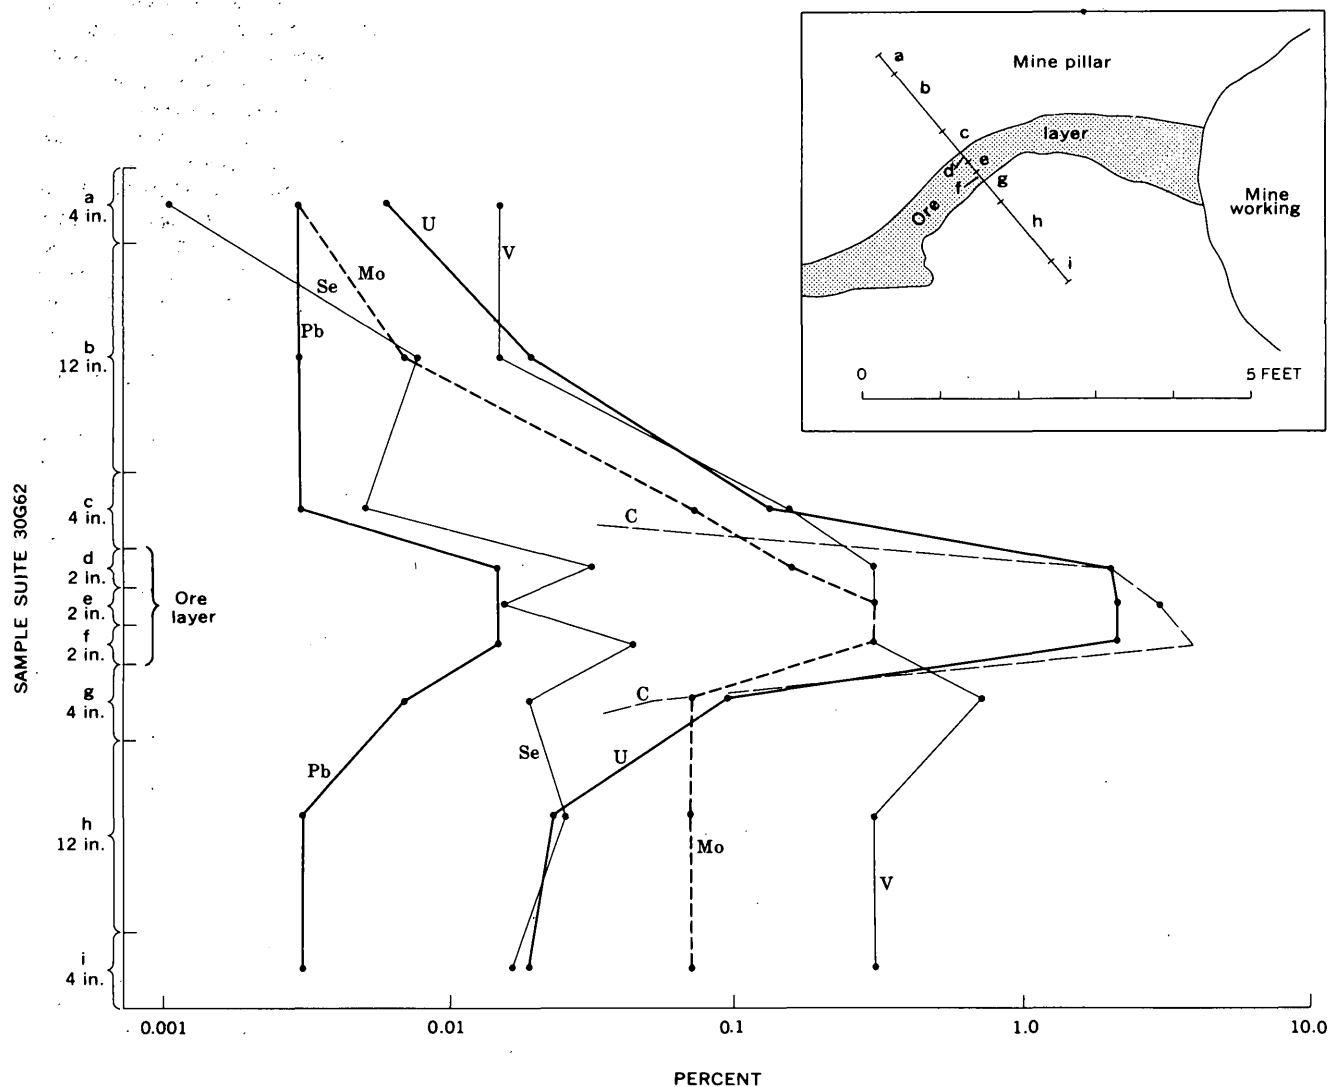 a
Mine pillar
b
c
layer
d
e
f
g
Ore
Mine
working
h
i
0
5 FEET
SAMPLE SUITE 30G62
a
4 in.
U
V
Mo
Se
Pb
b
12 in.
c
4 in.
C
d
2 in.
e
2 in.
Ore
layer
f
2 in.
g
4 in.
C
Se
U
Pb
h
12 in.
Mo
V
i
4 in.
0.001
0.01
0.1
1.0
10.0
PERCENT